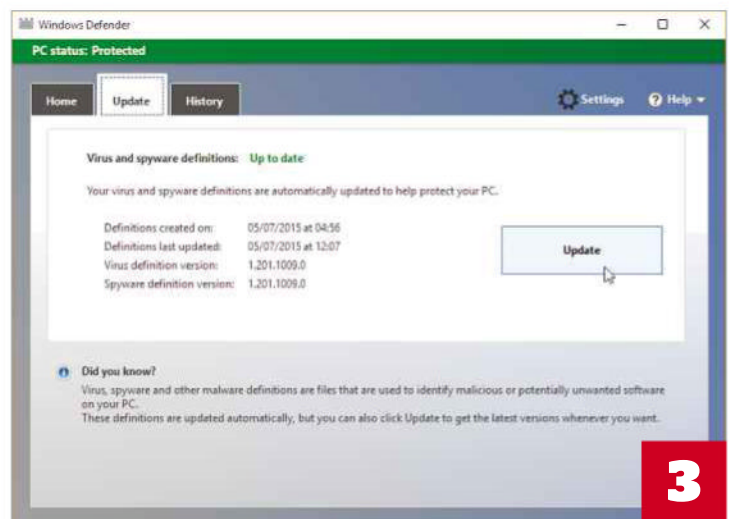 Windows Defender
PC status: Protected
Home Update History Settings Help
Virus and spyware definitions: Up to date
Your virus and spyware definitions are automatically updated to help protect your PC.
Definitions created on: 05/07/2015 at 04:56
Definitions last updated: 05/07/2015 at 12:07
Virus definition version: 1.201.1009.0
Spyware definition version: 1.201.1009.0
Update
Did you know?
Virus, spyware and other malware definitions are files that are used to identify malicious or potentially unwanted software
on your PC.
These definitions are updated automatically, but you can also click Update to get the latest versions whenever you want.
3